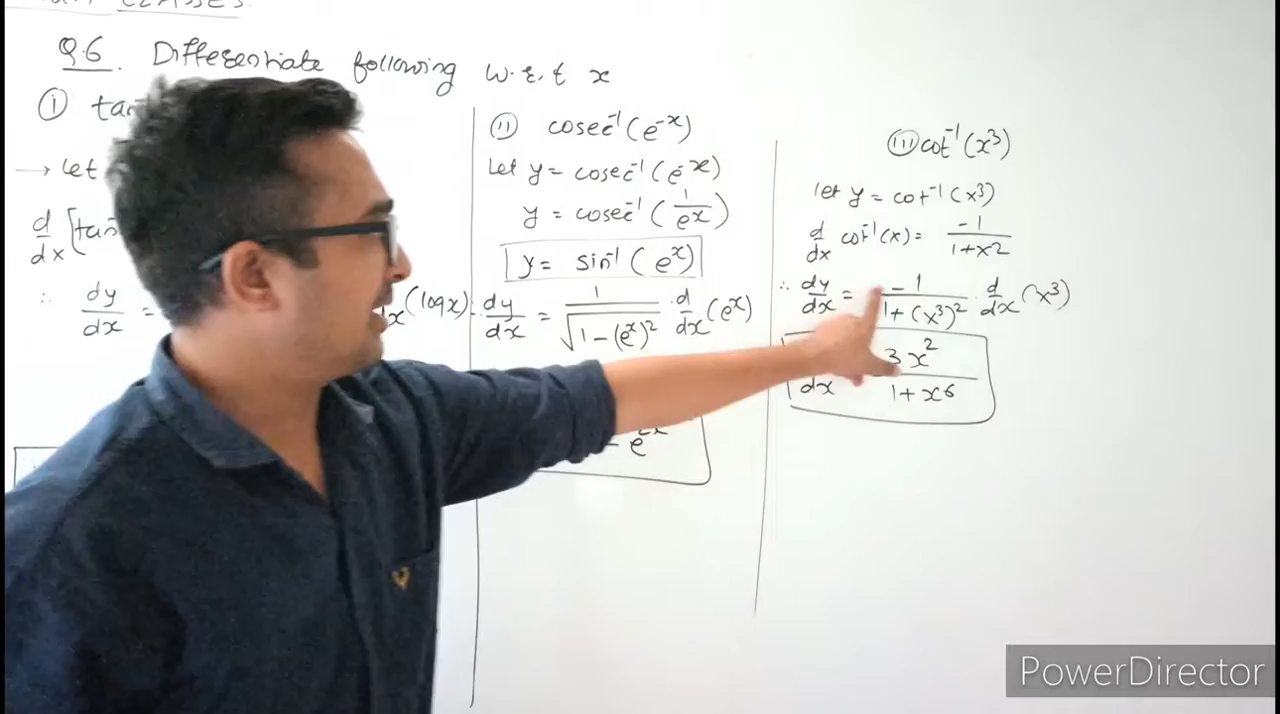 CLASSES
Q.6. Differentiate following w.r.t x
(i) tan
→ Let
d/dx [tan
∴ dy/dx =
dx (log x)
(ii) cosec⁻¹(e⁻ˣ)
Let y = cosec⁻¹(e⁻ˣ)
y = cosec⁻¹(1/eˣ)
y = sin⁻¹(eˣ)
∴ dy/dx = 1/√(1-(eˣ)²) d/dx (eˣ)
(iii) cot⁻¹(x³)
let y = cot⁻¹(x³)
d/dx cot⁻¹(x) = -1/(1+x²)
∴ dy/dx = -1/(1+(x³)²) · d/dx (x³)
dx 3x²/(1+x⁶)
PowerDirector